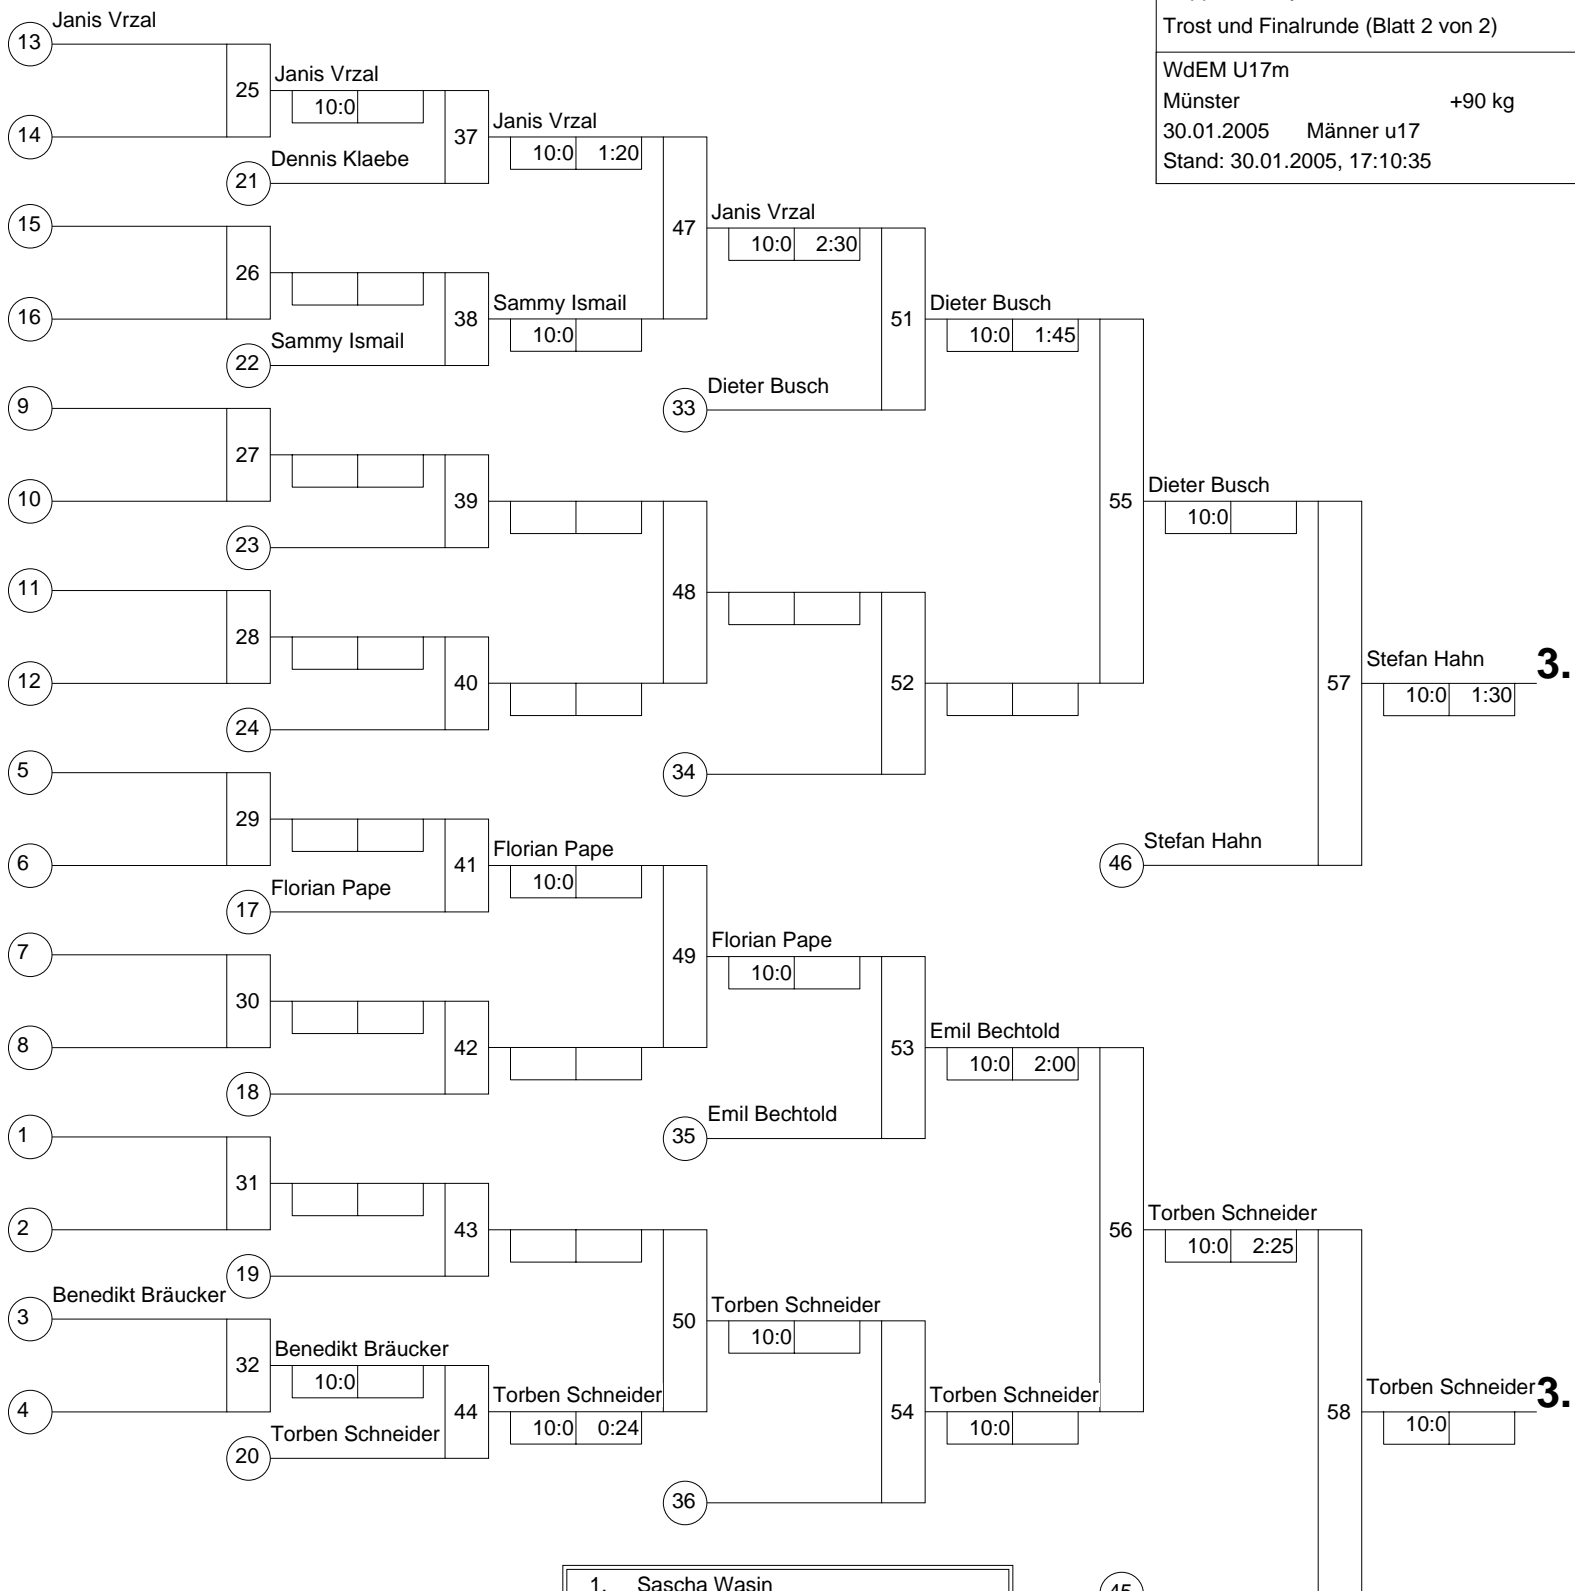 Trost und Finalrunde (Blatt 2 von 2)
WdEM U17m
Münster +90 kg
30.01.2005 Männer u17
Stand: 30.01.2005, 17:10:35
13 Janis Vrzal
25 Janis Vrzal
10:0
14
37 Janis Vrzal
10:0 1:20
21 Dennis Klaebe
15
47 Janis Vrzal
10:0 2:30
26
16
38 Sammy Ismail
10:0
22 Sammy Ismail
51 Dieter Busch
10:0 1:45
33 Dieter Busch
9
27
10
39
23
55 Dieter Busch
10:0
11
28
48
12
40
24
52
34
57 Stefan Hahn 3.
10:0 1:30
46 Stefan Hahn
5
29
6
41 Florian Pape
10:0
17 Florian Pape
7
49 Florian Pape
10:0
30
8
42
18
53 Emil Bechtold
10:0 2:00
35 Emil Bechtold
1
31
2
43
19
56 Torben Schneider
10:0 2:25
3 Benedikt Bräucker
50 Torben Schneider
10:0
32 Benedikt Bräucker
10:0
4
44 Torben Schneider
10:0 0:24
20 Torben Schneider
54 Torben Schneider
10:0
36
58 Torben Schneider 3.
10:0
45
1. Sascha Wasin